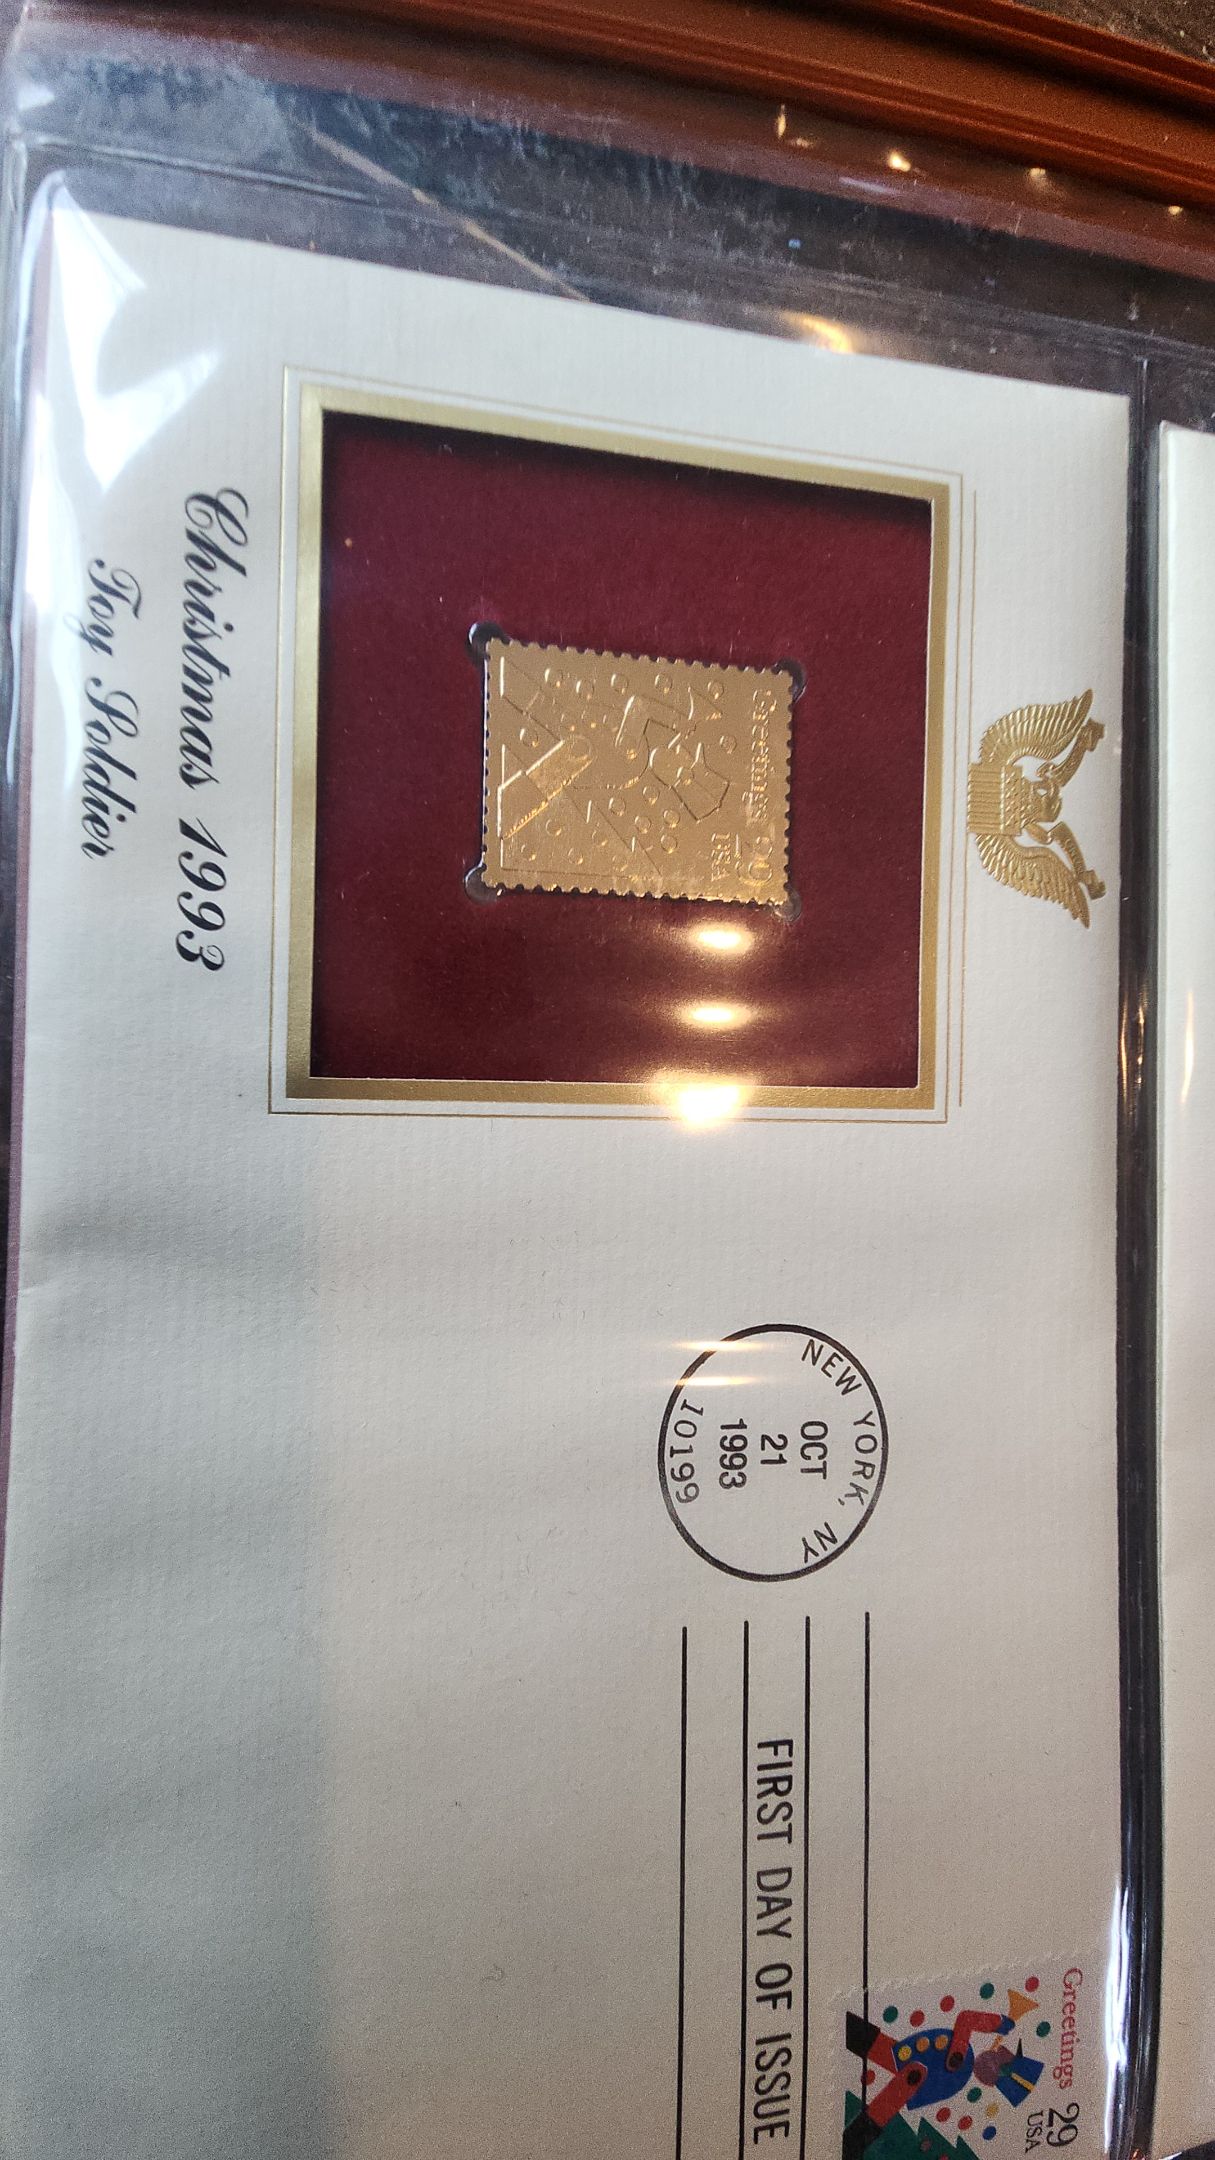 Greetings 29
USA
Christmas 1993
Toy Soldier
NEW YORK, NY
OCT
21
1993
10199
FIRST DAY OF ISSUE
Greetings 29
USA